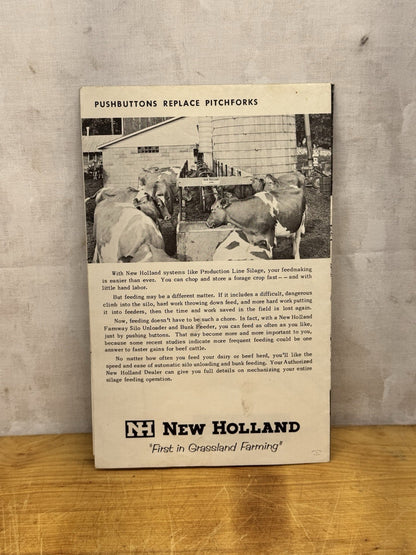 PUSHBUTTONS REPLACE PITCHFORKS
With New Holland systems like Production Line Silage, your feedmaking
is easier than ever. You can chop and store a forage crop fast---and with
little hand labor.
But feeding may be a different matter. If it includes a difficult, dangerous
climb into the silo, hard work throwing down feed, and more hard work putting
it into feeders, then the time and work saved in the field is lost again.
Now, feeding doesn't have to be such a chore. In fact, with a New Holland
Farmway Silo Unloader and Bunk Feeder, you can feed as often as you like,
just by pushing buttons. That may become more and more important to you,
because some recent studies indicate more frequent feeding could be one
answer to faster gains for beef cattle.
No matter how often you feed your dairy or beef herd, you'll like the
speed and ease of automatic silo unloading and bunk feeding. Your Authorized
New Holland Dealer can give you full details on mechanizing your entire
silage feeding operation.
NH NEW HOLLAND
"First in Grassland Farming"